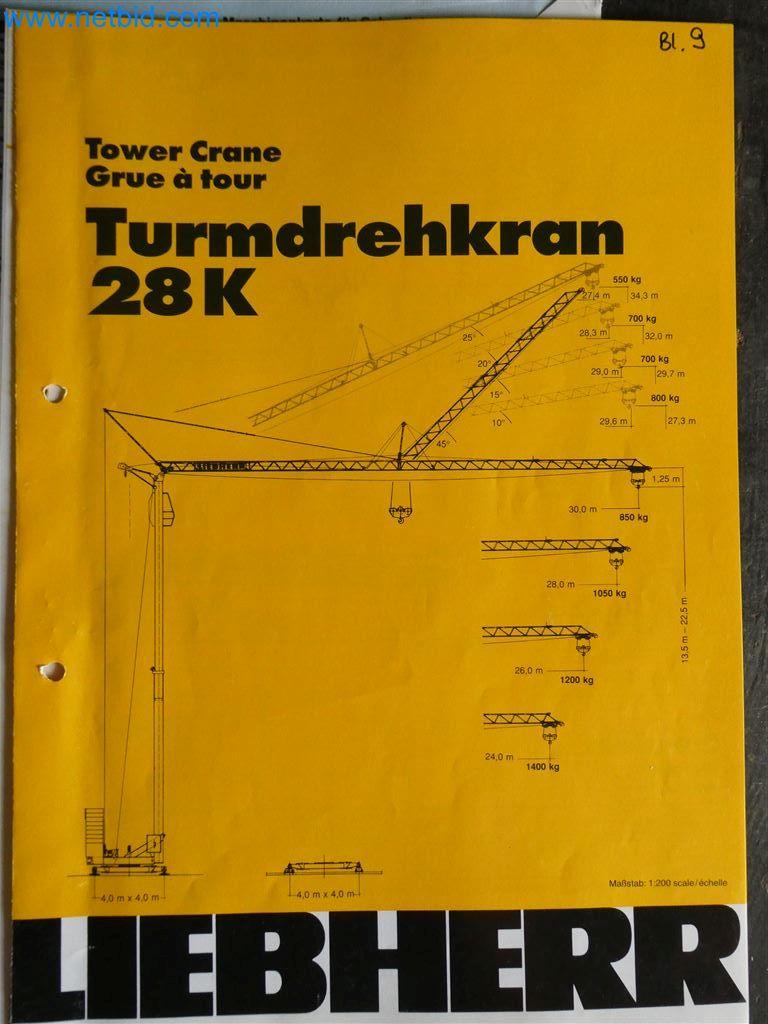 www.netbid.com
Bl. 9
Tower Crane
Grue à tour
Turmdrehkran
28 K
550 kg
27,4 m 34,3 m
700 kg
28,3 m 32,0 m
25°
700 kg
20°
29,0 m 29,7 m
15°
800 kg
10°
29,6 m 27,3 m
45°
LIEBHERR
1,25 m
30,0 m
850 kg
28,0 m
1050 kg
13,5 m – 22,5 m
26,0 m
1200 kg
24,0 m
1400 kg
Maßstab: 1:200 scale/échelle
4,0 m x 4,0 m 4,0 m x 4,0 m
LIEBHERR